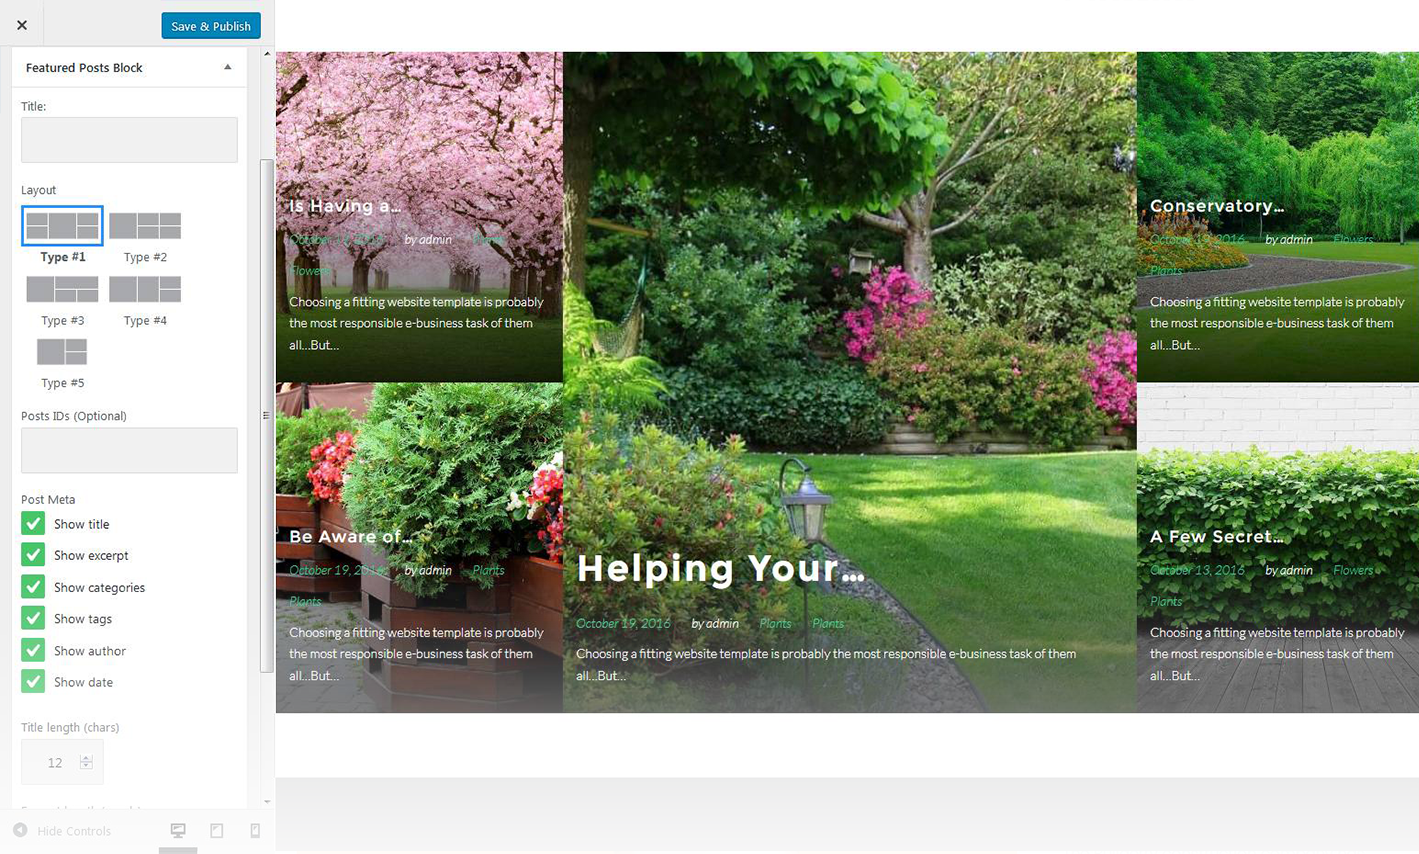 Save & Publish
Featured Posts Block
Title:
Layout
Type #1
Type #2
Type #3
Type #4
Type #5
Posts IDs (Optional)
Post Meta
Show title
Show excerpt
Show categories
Show tags
Show author
Show date
Title length (chars)
12
Hide Controls
Is Having a...
by admin Plants
Flowers
Choosing a fitting website template is probably
the most responsible e-business task of them
all...But...
Be Aware of...
October 19, 2016 by admin Plants
Plants
Choosing a fitting website template is probably
the most responsible e-business task of them
all...But...
Helping Your...
October 19, 2016 by admin Plants Plants
Choosing a fitting website template is probably the most responsible e-business task of them
all...But...
Conservatory...
October 19, 2016 by admin Flowers
Plants
Choosing a fitting website template is probably
the most responsible e-business task of them
all...But...
A Few Secret...
October 13, 2016 by admin Flowers
Plants
Choosing a fitting website template is probably
the most responsible e-business task of them
all...But...